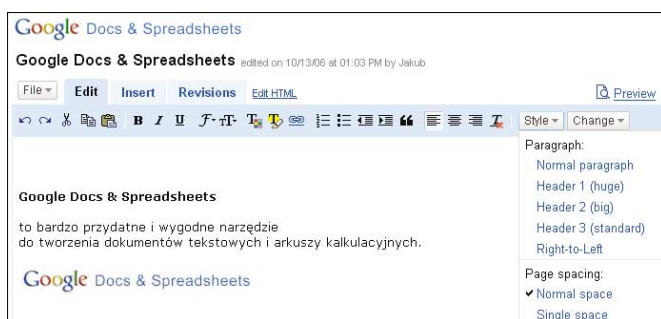 Google Docs & Spreadsheets
Google Docs & Spreadsheets edited on 10/13/06 at 01:03 PM by Jakub
File Edit Insert Revisions Edit HTML Preview
B I U F T T T Style Change
Paragraph:
Normal paragraph
Header 1 (huge)
Header 2 (big)
Header 3 (standard)
Right-to-Left
Page spacing:
Normal space
Single space
Google Docs & Spreadsheets
to bardzo przydatne i wygodne narzędzie
do tworzenia dokumentów tekstowych i arkuszy kalkulacyjnych.
Google Docs & Spreadsheets